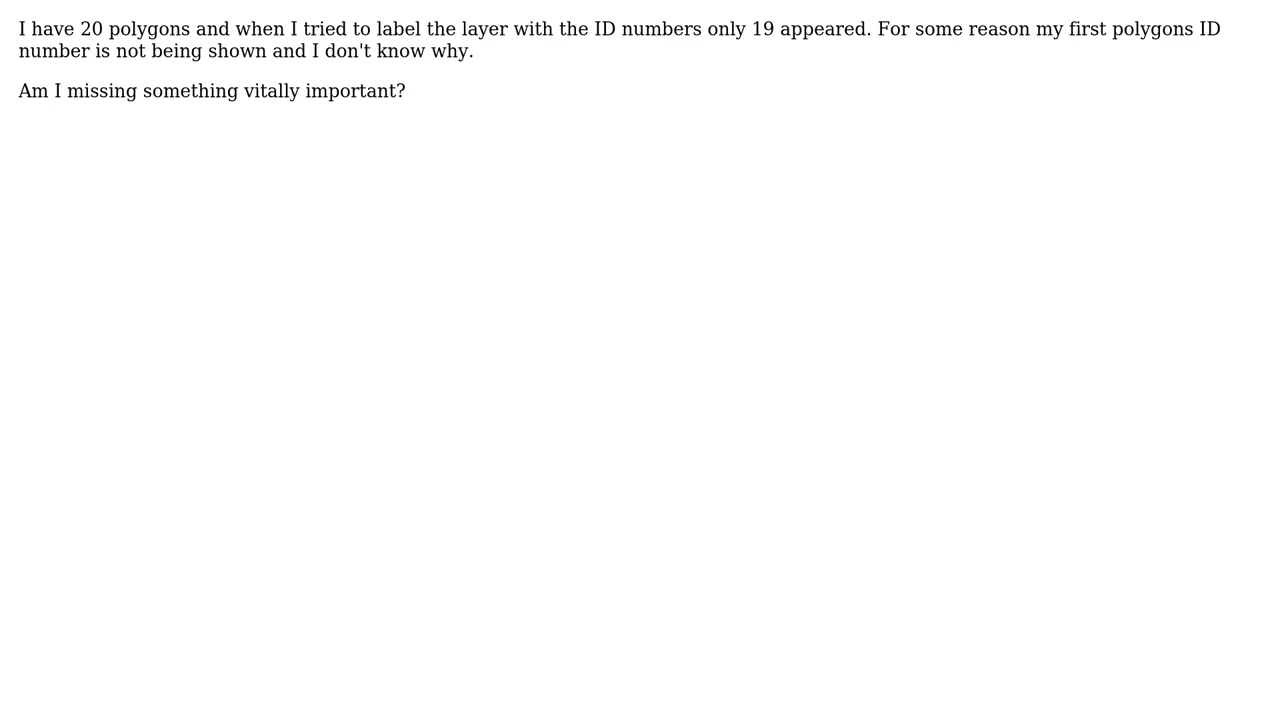 I have 20 polygons and when I tried to label the layer with the ID numbers only 19 appeared. For some reason my first polygons ID
number is not being shown and I don't know why.
Am I missing something vitally important?